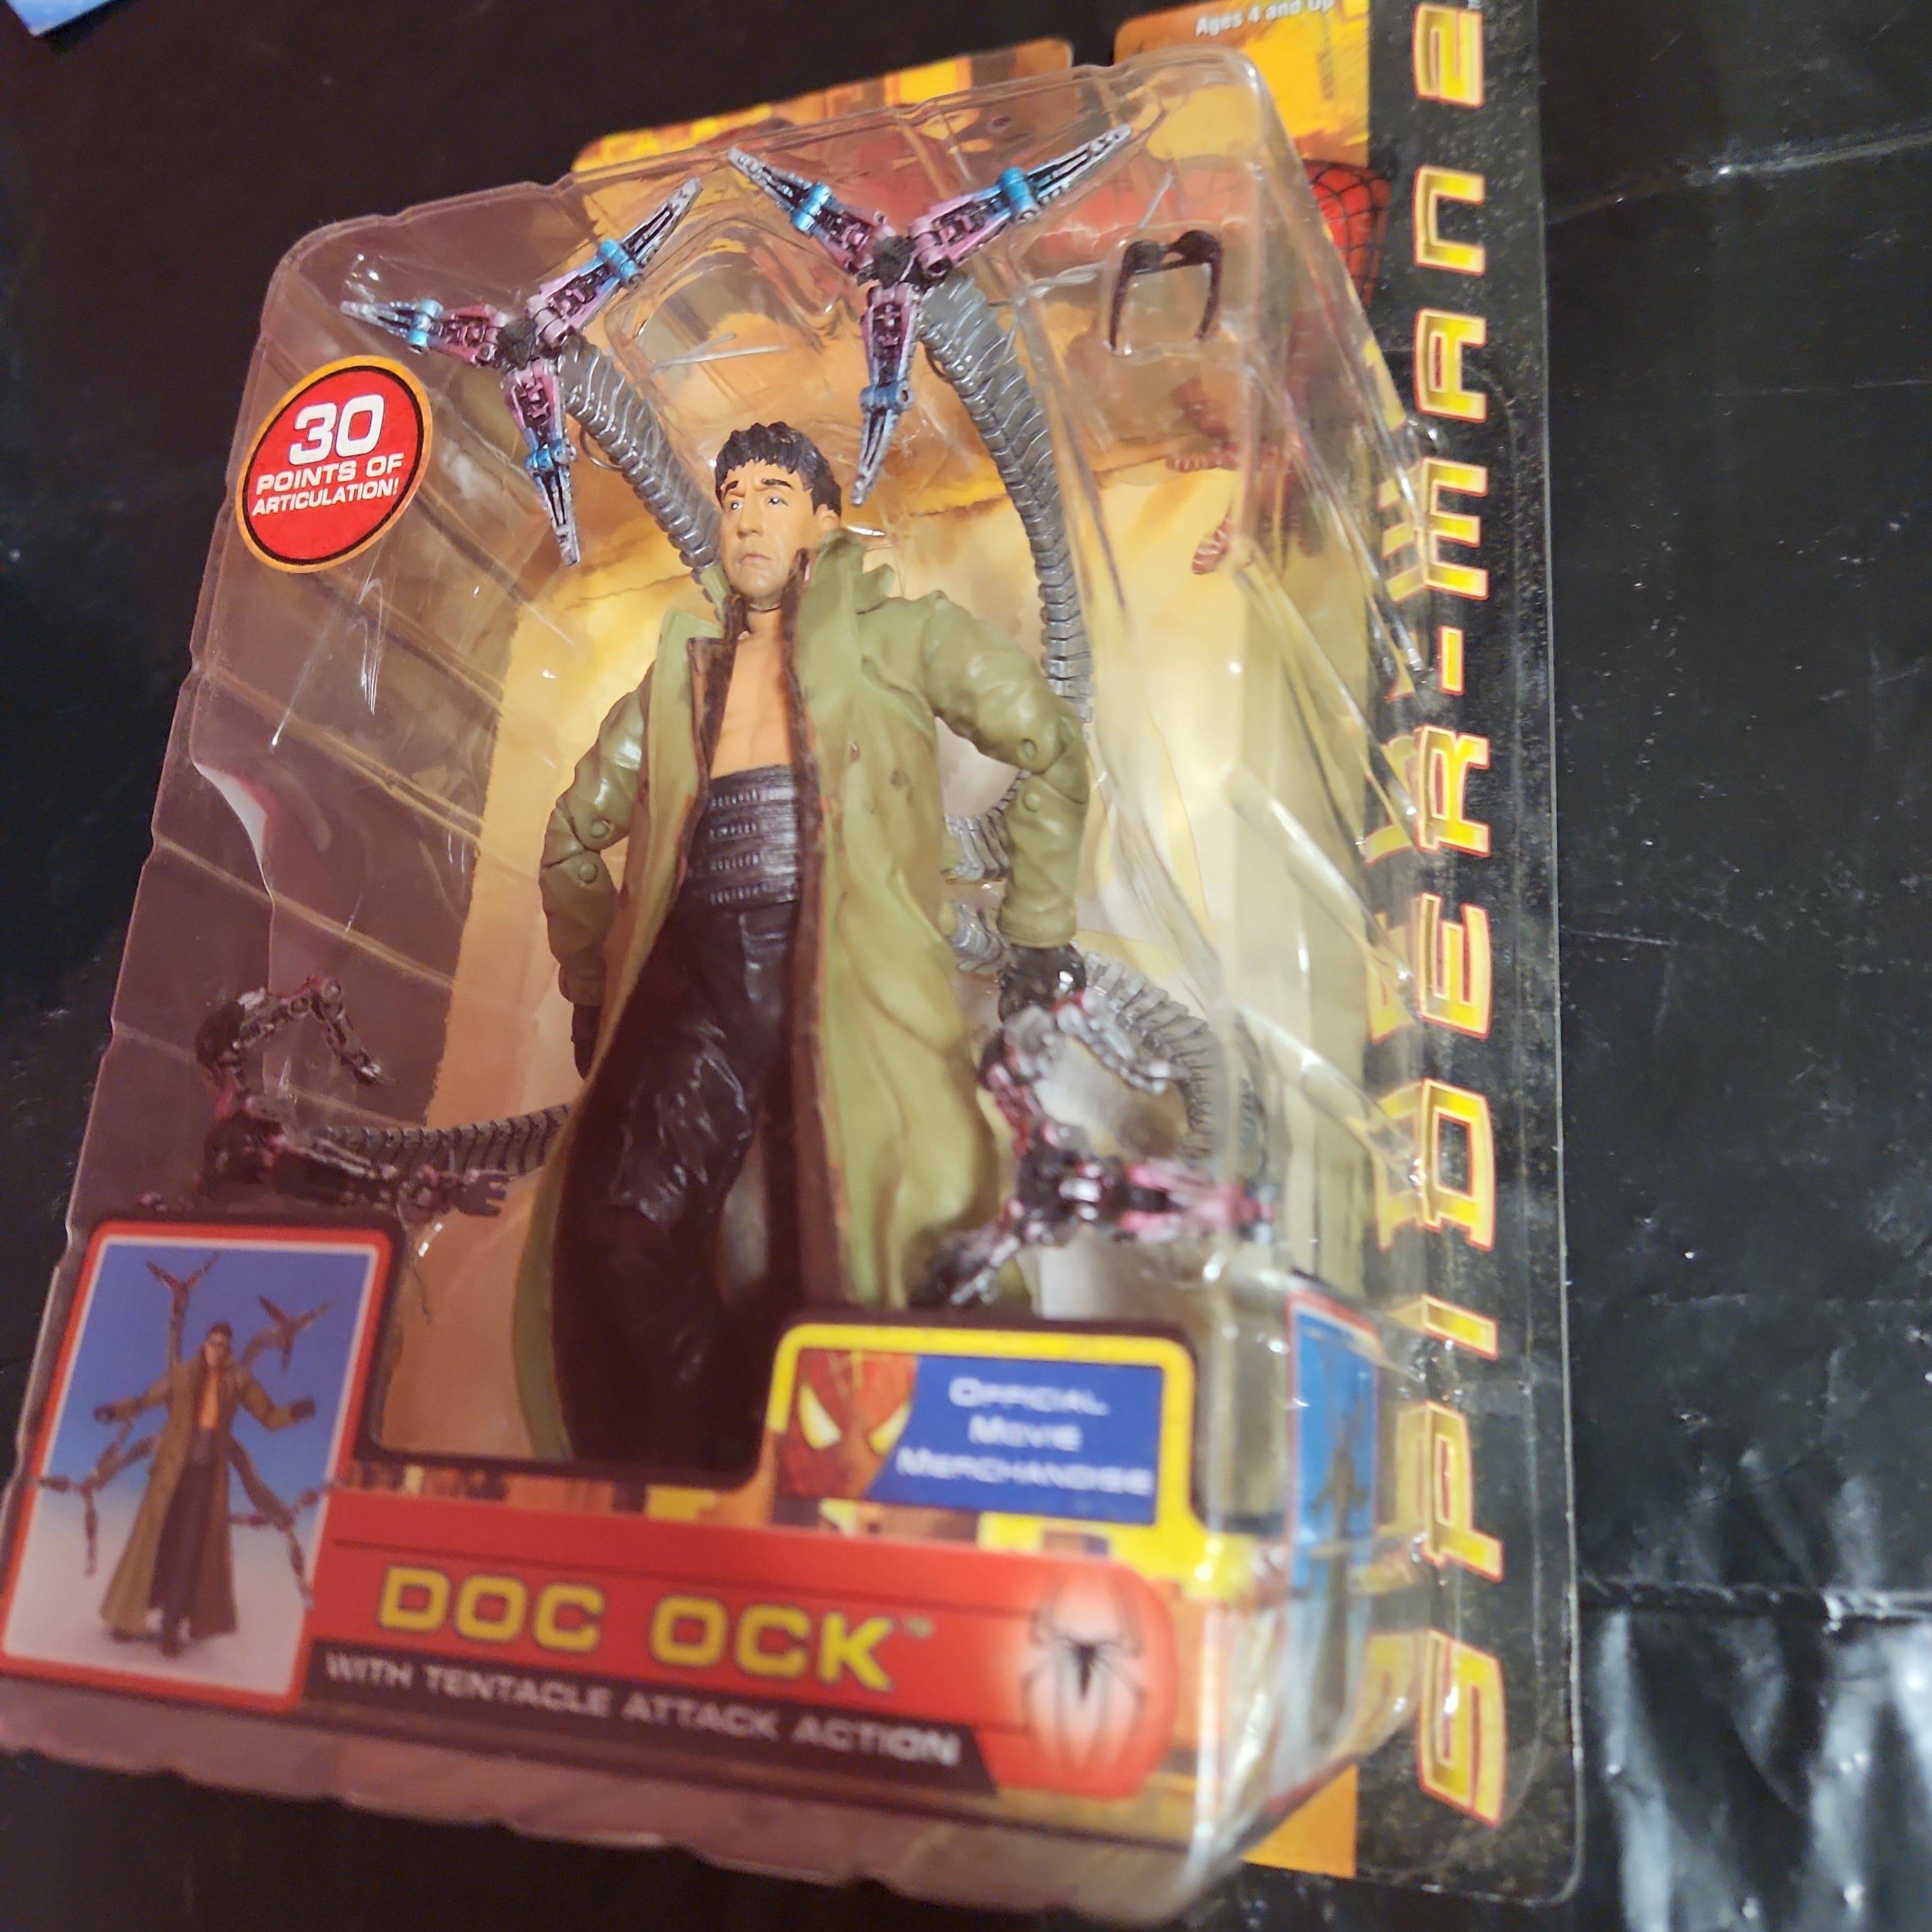 Ages 4 and Up
SPIDER-MAN 2
30
POINTS OF
ARTICULATION!
OFFICIAL
MOVIE
MERCHANDISE
DOC OCK™
WITH TENTACLE ATTACK ACTION